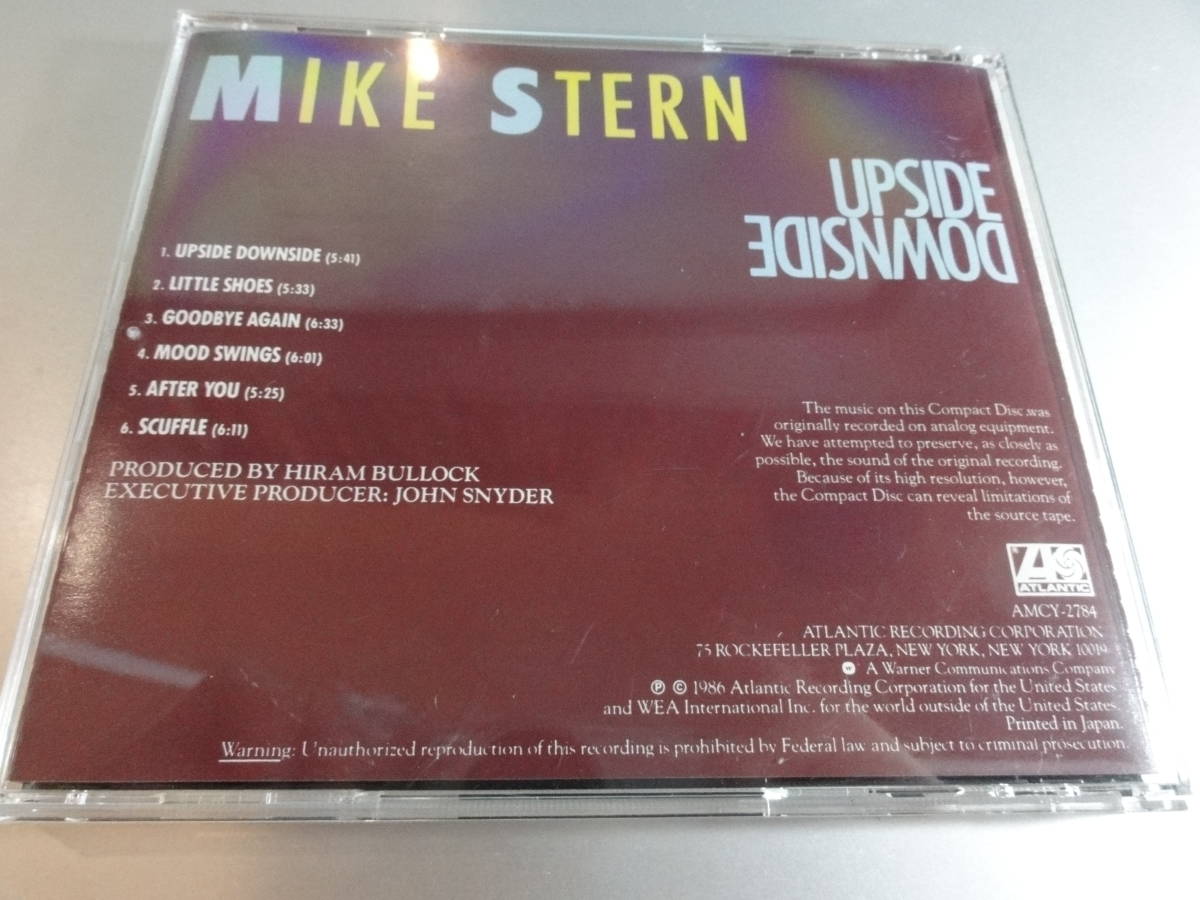 MIKE STERN
UPSIDE
DOWNSIDE
1. UPSIDE DOWNSIDE (5:41)
2. LITTLE SHOES (5:33)
3. GOODBYE AGAIN (6:33)
4. MOOD SWINGS (6:01)
5. AFTER YOU (5:25)
6. SCUFFLE (6:11)
PRODUCED BY HIRAM BULLOCK
EXECUTIVE PRODUCER: JOHN SNYDER
The music on this Compact Disc was
originally recorded on analog equipment.
We have attempted to preserve, as closely as
possible, the sound of the original recording.
Because of its high resolution, however,
the Compact Disc can reveal limitations of
the source tape.
ATLANTIC
AMCY-2784
ATLANTIC RECORDING CORPORATION
75 ROCKEFELLER PLAZA, NEW YORK, NEW YORK 10019
A Warner Communications Company
℗ © 1986 Atlantic Recording Corporation for the United States
and WEA International Inc. for the world outside of the United States.
Printed in Japan.
Warning: Unauthorized reproduction of this recording is prohibited by Federal law and subject to criminal prosecution.